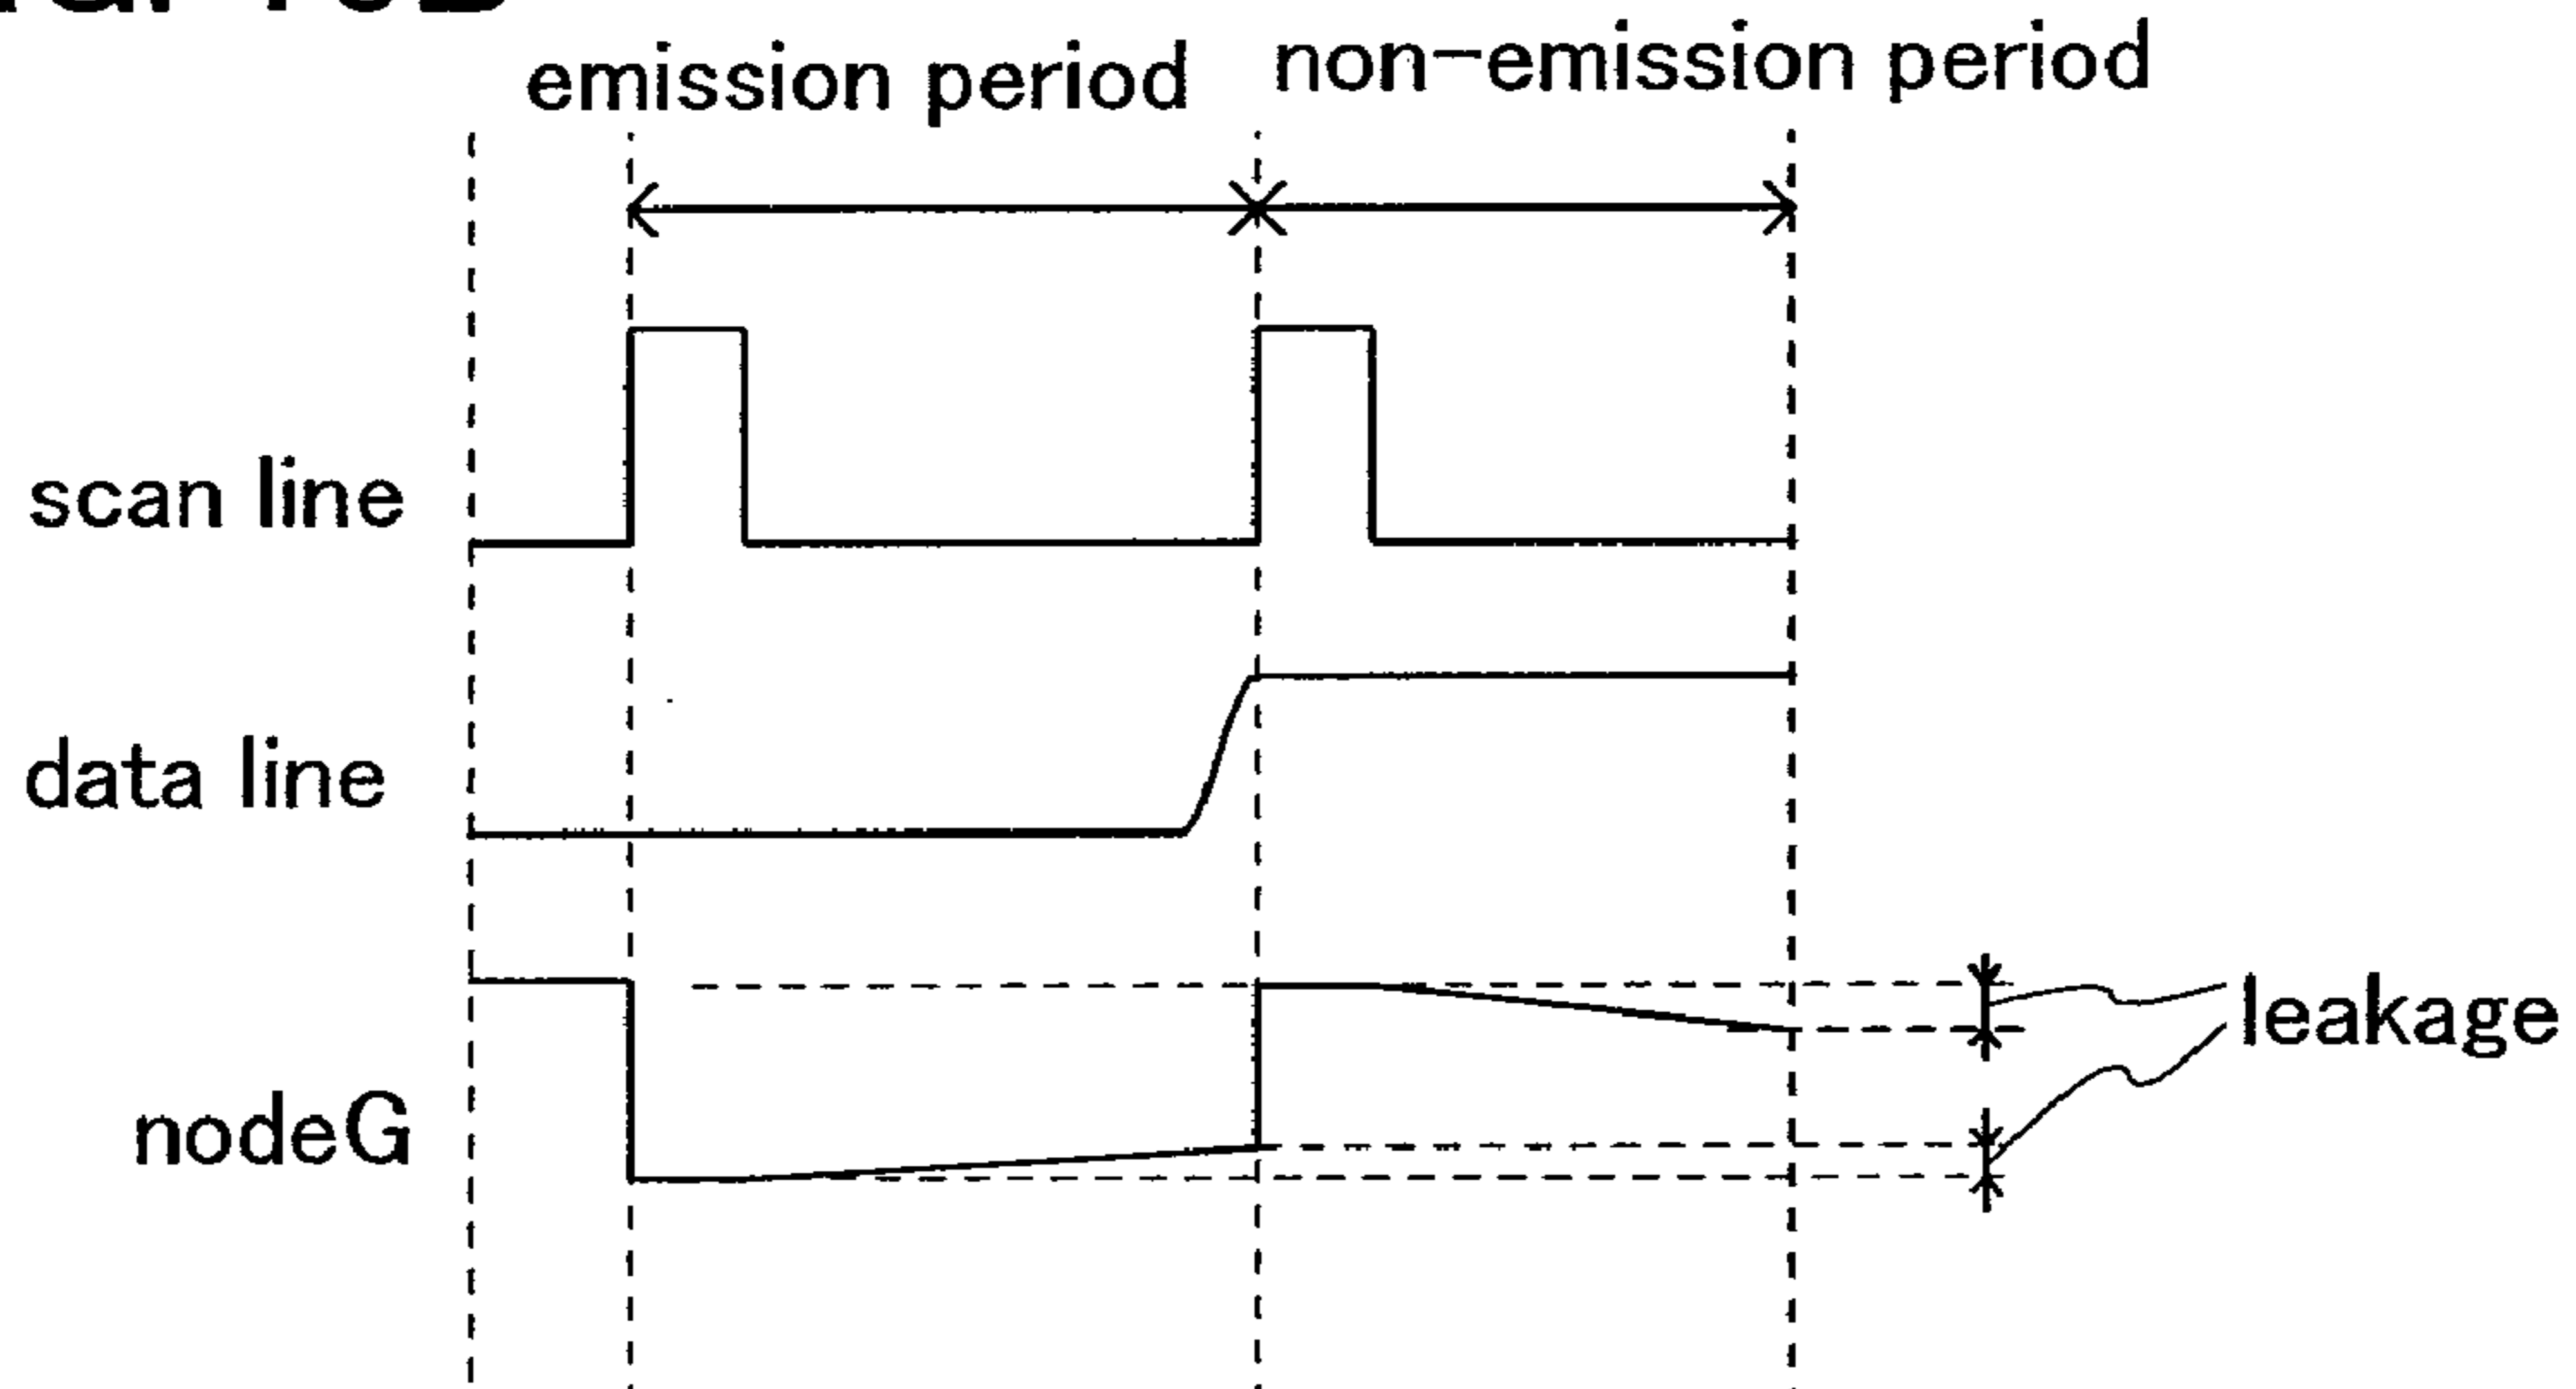 emission period
non-emission period
scan line
data line
nodeG
leakage